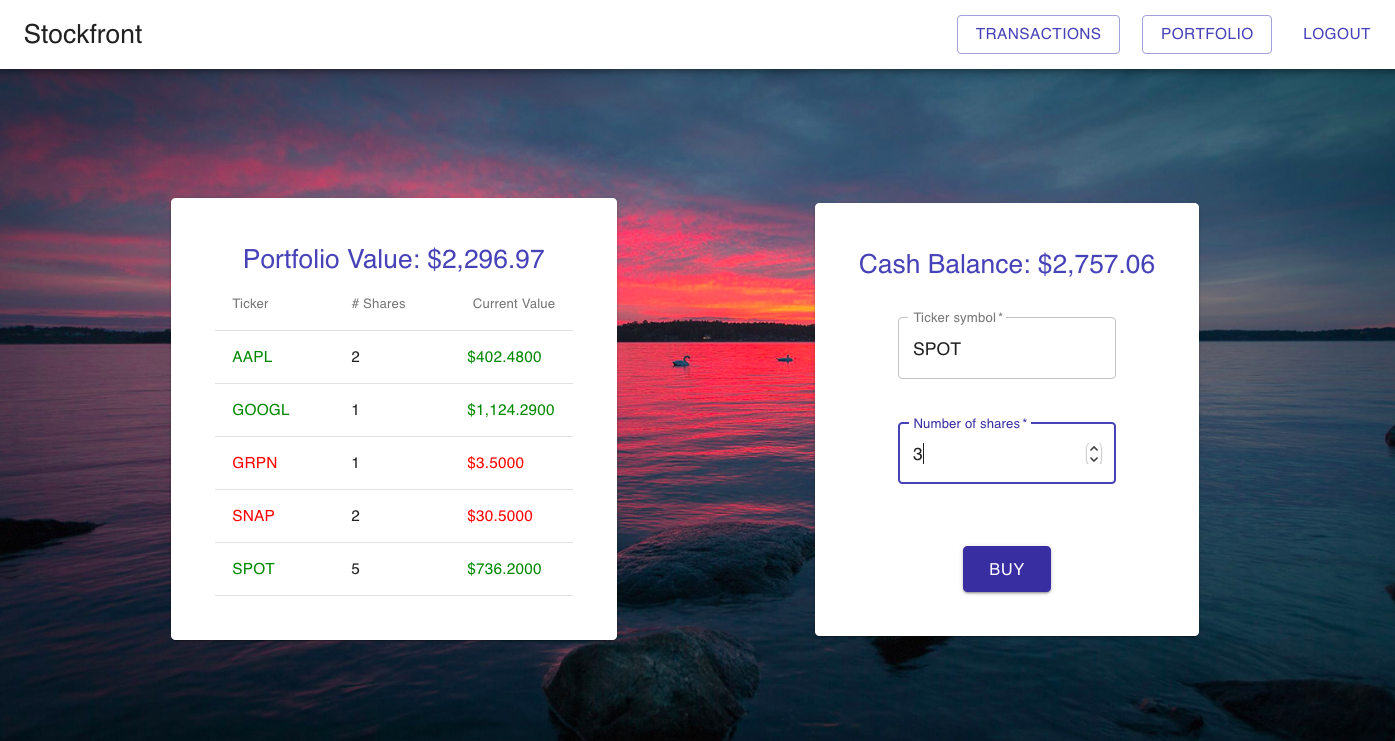 Stockfront
TRANSACTIONS
PORTFOLIO
LOGOUT
Portfolio Value: $2,296.97
Ticker # Shares Current Value
AAPL 2 $402.4800
GOOGL 1 $1,124.2900
GRPN 1 $3.5000
SNAP 2 $30.5000
SPOT 5 $736.2000
Cash Balance: $2,757.06
Ticker symbol *
SPOT
Number of shares *
3
BUY